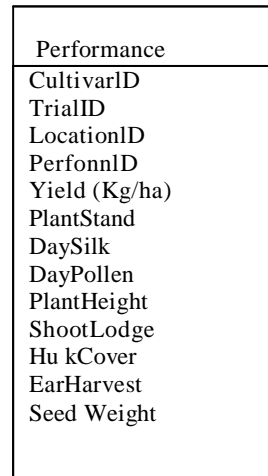 Performance
CultivarlD
TrialID
LocationlD
PerfonnlD
Yield (Kg/ha)
PlantStand
DaySilk
DayPollen
PlantHeight
ShootLodge
Hu kCover
EarHarvest
Seed Weight